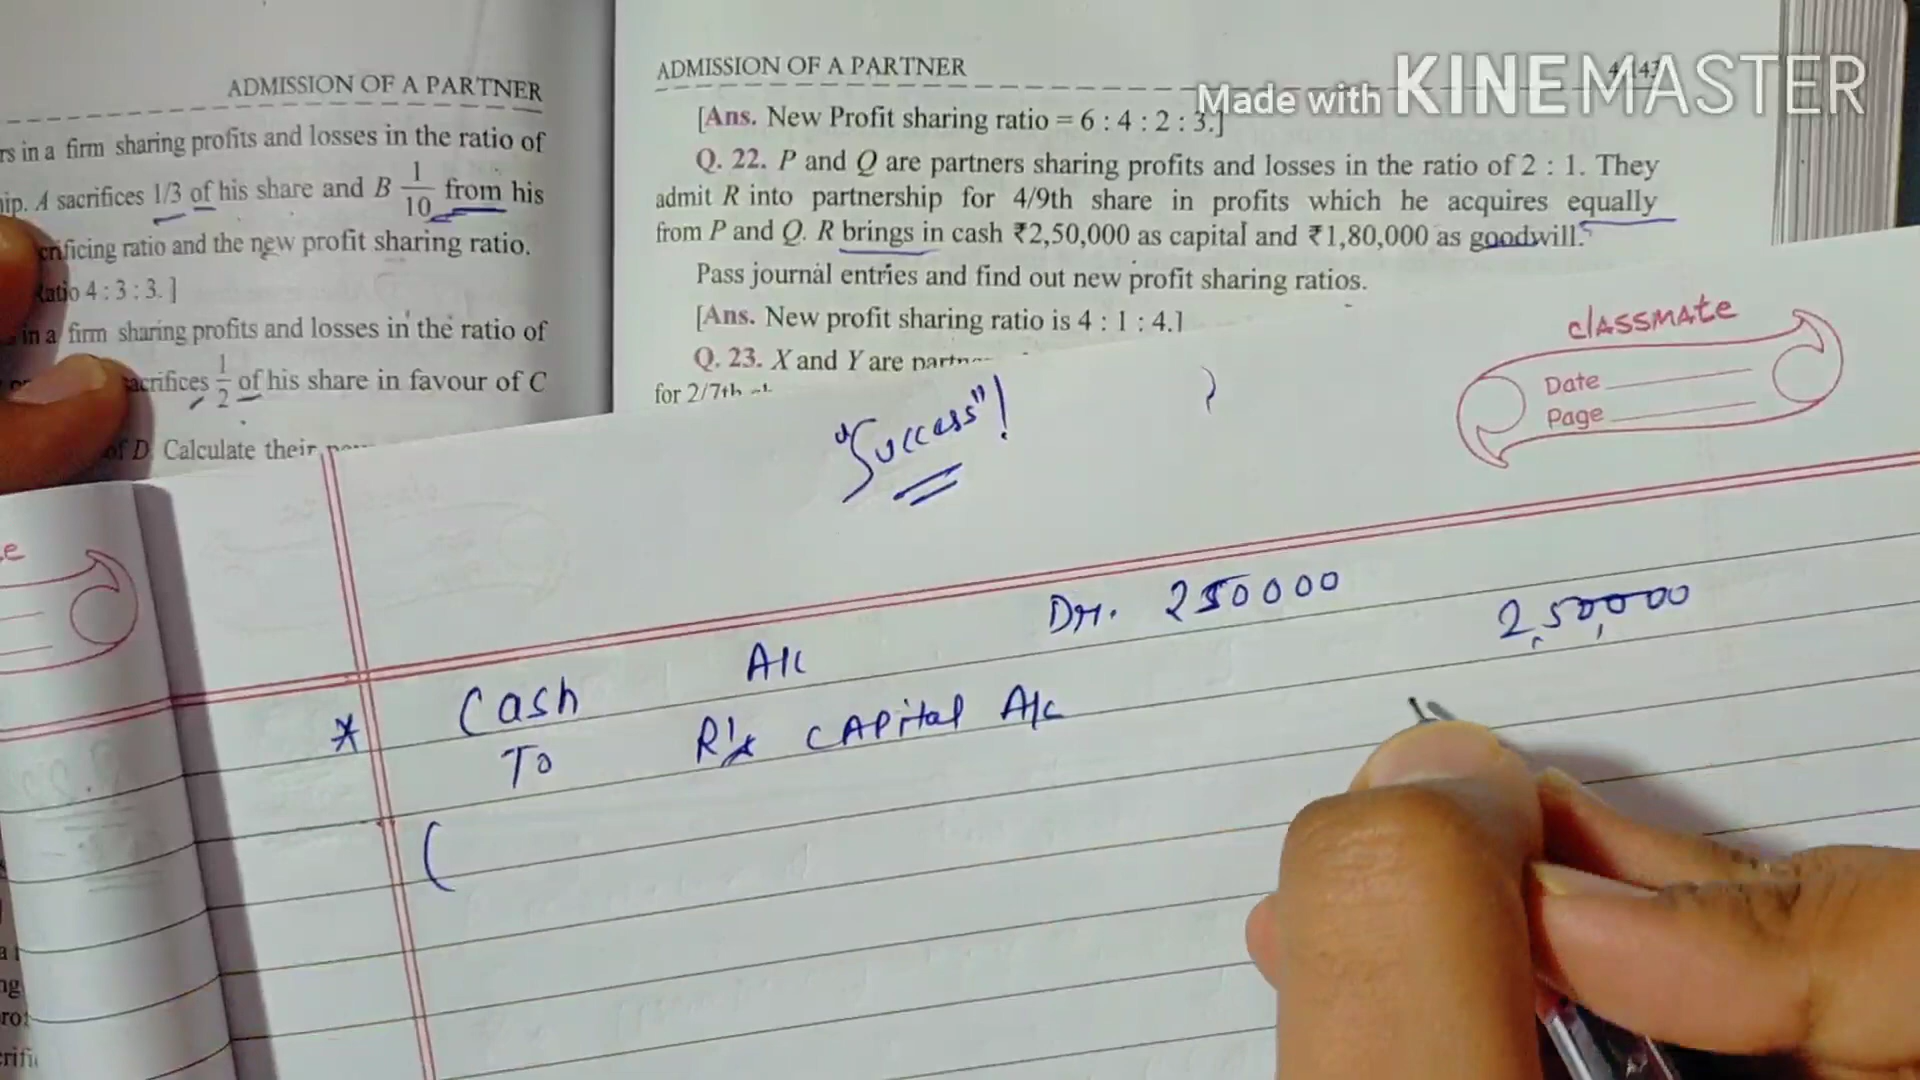 ADMISSION OF A PARTNER
rs in a firm sharing profits and losses in the ratio of
ip. A sacrifices 1/3 of his share and B 1/10 from his
crificing ratio and the new profit sharing ratio.
Ratio 4 : 3 : 3.]
in a firm sharing profits and losses in the ratio of
acrifices 1/2 of his share in favour of C
of D. Calculate their
ADMISSION OF A PARTNER
Made with KINEMASTER
[Ans. New Profit sharing ratio = 6 : 4 : 2 : 3.]
Q. 22. P and Q are partners sharing profits and losses in the ratio of 2 : 1. They
admit R into partnership for 4/9th share in profits which he acquires equally
from P and Q. R brings in cash ₹2,50,000 as capital and ₹1,80,000 as goodwill.
Pass journal entries and find out new profit sharing ratios.
[Ans. New profit sharing ratio is 4 : 1 : 4.]
Q. 23. X and Y are
for 2/7th
"Success"!
classmate
Date
Page
* Cash A/c Dr. 250000
To R's capital A/c 2,50,000
(